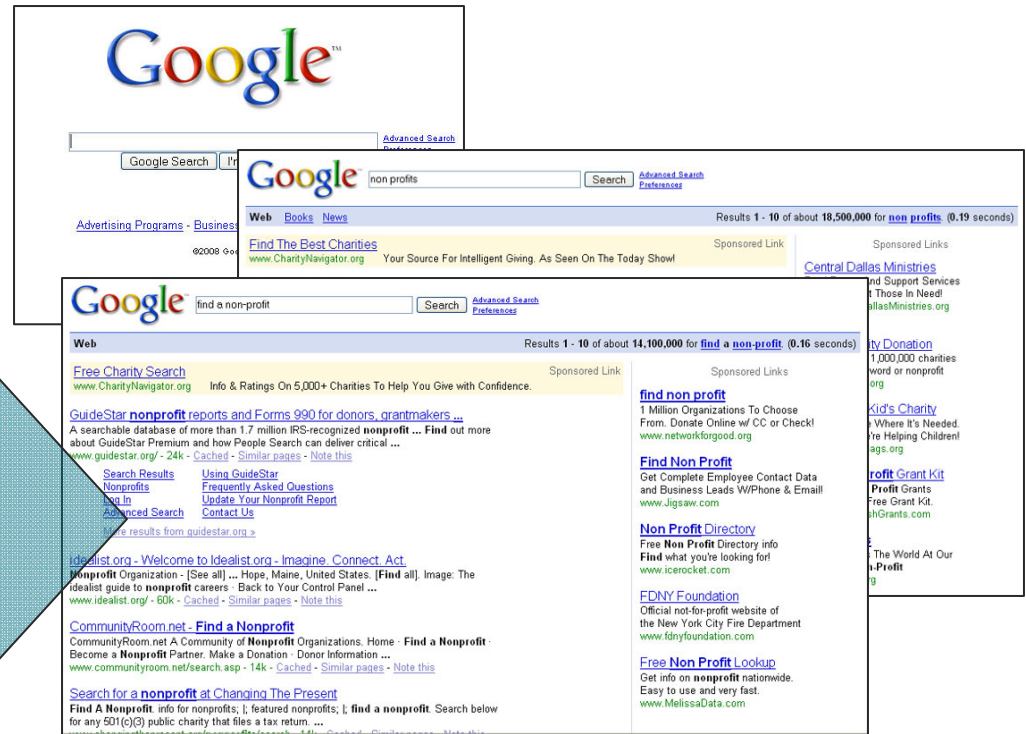 Google™
Advanced Search
Preferences
Google Search
Advertising Programs - Business
©2008
Google™
non profits
Search
Advanced Search
Preferences
Web Books News
Results 1 - 10 of about 18,500,000 for non profits. (0.19 seconds)
Find The Best Charities
Sponsored Link
www.CharityNavigator.org Your Source For Intelligent Giving. As Seen On The Today Show!
Sponsored Links
Central Dallas Ministries
nd Support Services
t Those In Need!
allasMinistries.org
ity Donation
1,000,000 charities
word or nonprofit
org
Kid's Charity
e Where It's Needed.
're Helping Children!
ags.org
rofit Grant Kit
Profit Grants
Free Grant Kit.
shGrants.com
s
The World At Our
n-Profit
rg
Google™
find a non-profit
Search
Advanced Search
Preferences
Web
Results 1 - 10 of about 14,100,000 for find a non-profit. (0.16 seconds)
Free Charity Search
Sponsored Link
www.CharityNavigator.org Info & Ratings On 5,000+ Charities To Help You Give with Confidence.
GuideStar nonprofit reports and Forms 990 for donors, grantmakers ...
A searchable database of more than 1.7 million IRS-recognized nonprofit ... Find out more
about GuideStar Premium and how People Search can deliver critical ...
www.guidestar.org/ - 24k - Cached - Similar pages - Note this
Search Results Using GuideStar
Nonprofits Frequently Asked Questions
Log In Update Your Nonprofit Report
Advanced Search Contact Us
More results from guidestar.org »
Idealist.org - Welcome to Idealist.org - Imagine. Connect. Act.
Nonprofit Organization - [See all] ... Hope, Maine, United States. [Find all]. Image: The
idealist guide to nonprofit careers · Back to Your Control Panel ...
www.idealist.org/ - 60k - Cached - Similar pages - Note this
CommunityRoom.net - Find a Nonprofit
CommunityRoom.net A Community of Nonprofit Organizations. Home · Find a Nonprofit ·
Become a Nonprofit Partner. Make a Donation · Donor Information ...
www.communityroom.net/search.asp - 14k - Cached - Similar pages - Note this
Search for a nonprofit at Changing The Present
Find A Nonprofit. info for nonprofits; |; featured nonprofits; |; find a nonprofit. Search below
for any 501(c)(3) public charity that files a tax return. ...
Sponsored Links
find non profit
1 Million Organizations To Choose
From. Donate Online w/ CC or Check!
www.networkforgood.org
Find Non Profit
Get Complete Employee Contact Data
and Business Leads W/Phone & Email!
www.Jigsaw.com
Non Profit Directory
Free Non Profit Directory info
Find what you're looking for!
www.icerocket.com
FDNY Foundation
Official not-for-profit website of
the New York City Fire Department
www.fdnyfoundation.com
Free Non Profit Lookup
Get info on nonprofit nationwide.
Easy to use and very fast.
www.MelissaData.com